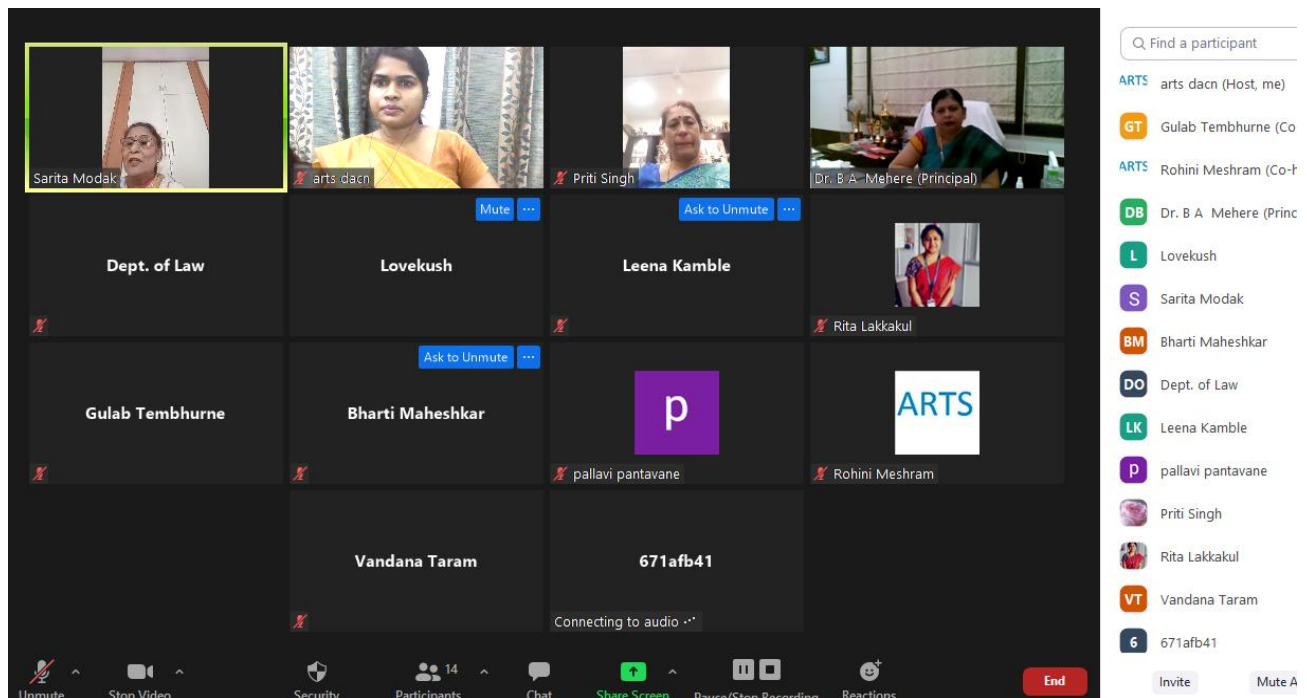 Sarita Modak
arts dacn
Priti Singh
Dr. B A Mehere (Principal)
Mute ...
Ask to Unmute ...
Dept. of Law
Lovekush
Leena Kamble
Rita Lakkakul
Ask to Unmute ...
Gulab Tembhurne
Bharti Maheshkar
p
pallavi pantavane
ARTS
Rohini Meshram
Vandana Taram
671afb41
Connecting to audio
Unmute
Stop Video
Security
14
Participants
Chat
Share Screen
Pause/Stop Recording
Reactions
End
Find a participant
ARTS arts dacn (Host, me)
GT Gulab Tembhurne (Co
ARTS Rohini Meshram (Co-h
DB Dr. B A Mehere (Princ
L Lovekush
S Sarita Modak
BM Bharti Maheshkar
DO Dept. of Law
LK Leena Kamble
p pallavi pantavane
Priti Singh
Rita Lakkakul
VT Vandana Taram
6 671afb41
Invite
Mute A